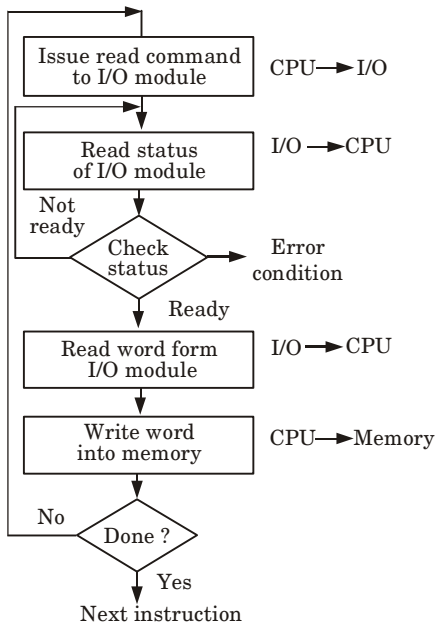 Issue read command
to I/O module
CPU → I/O
Read status
of I/O module
I/O → CPU
Not
ready
Check
status
Error
condition
Ready
Read word form
I/O module
I/O → CPU
Write word
into memory
CPU → Memory
No
Done ?
Yes
Next instruction